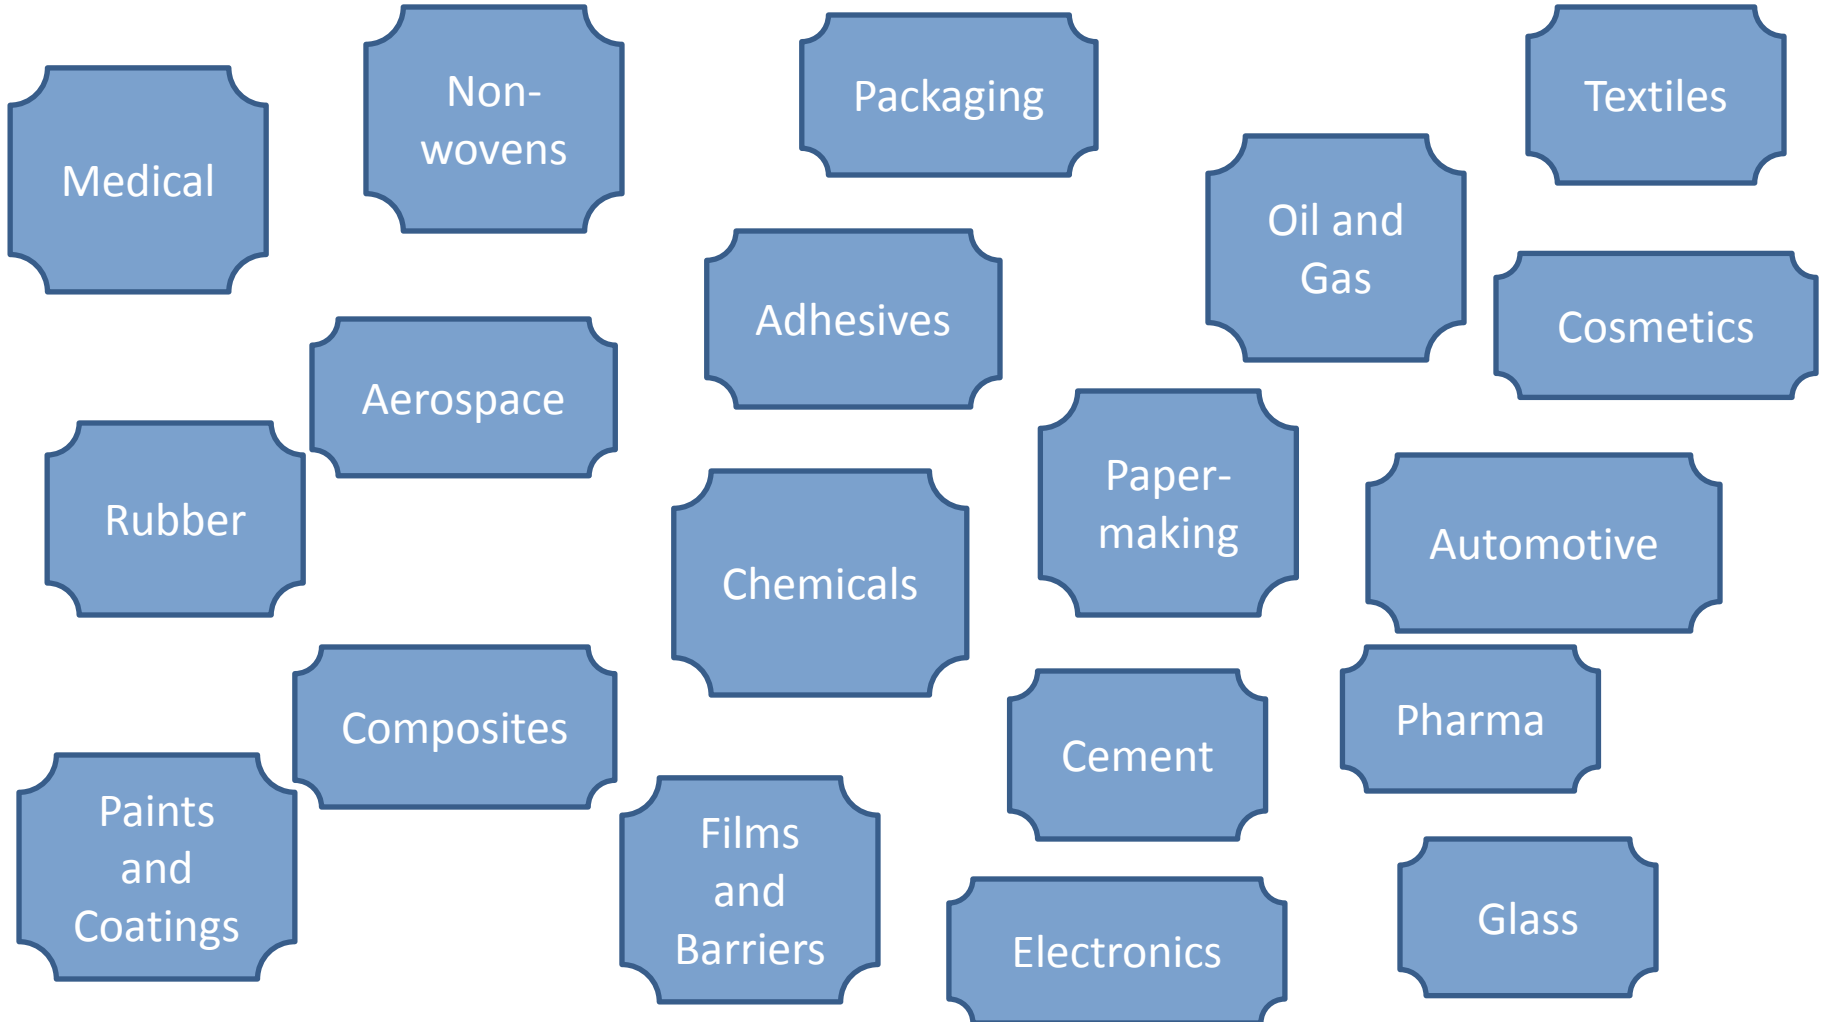 Medical
Non-
wovens
Packaging
Textiles
Oil and
Gas
Adhesives
Cosmetics
Aerospace
Rubber
Paper-
making
Automotive
Chemicals
Composites
Cement
Pharma
Paints
and
Coatings
Films
and
Barriers
Electronics
Glass